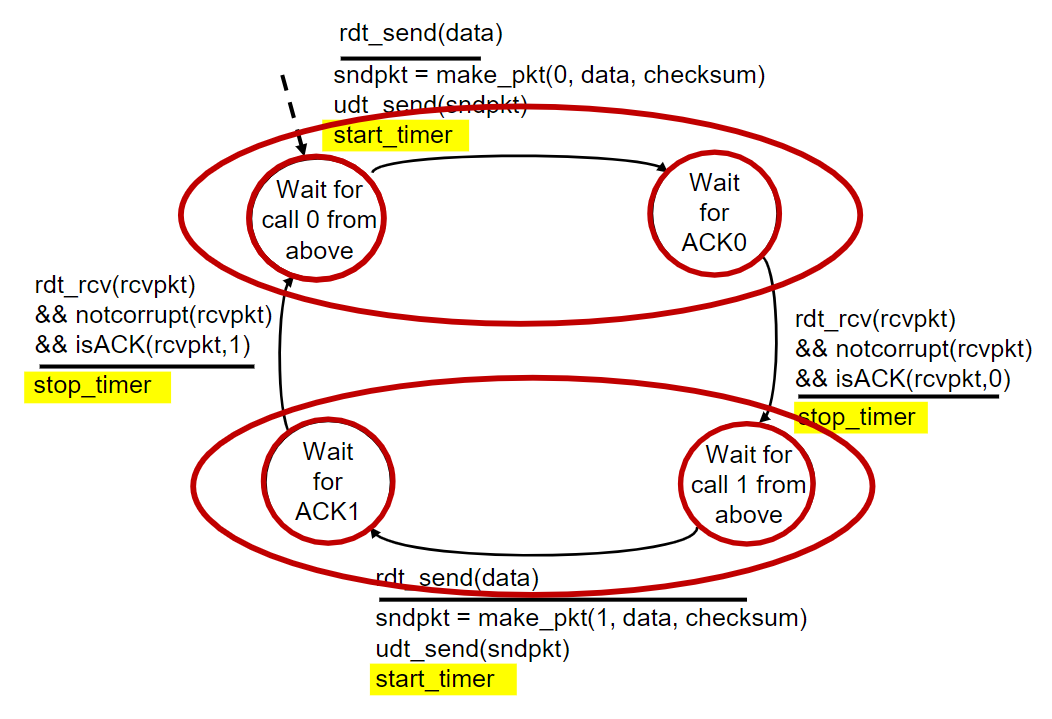 rdt_send(data)
sndpkt = make_pkt(0, data, checksum)
udt_send(sndpkt)
start_timer
Wait for
call 0 from
above
Wait
for
ACK0
rdt_rcv(rcvpkt)
&& notcorrupt(rcvpkt)
&& isACK(rcvpkt,1)
stop_timer
rdt_rcv(rcvpkt)
&& notcorrupt(rcvpkt)
&& isACK(rcvpkt,0)
stop_timer
Wait
for
ACK1
Wait for
call 1 from
above
rdt_send(data)
sndpkt = make_pkt(1, data, checksum)
udt_send(sndpkt)
start_timer